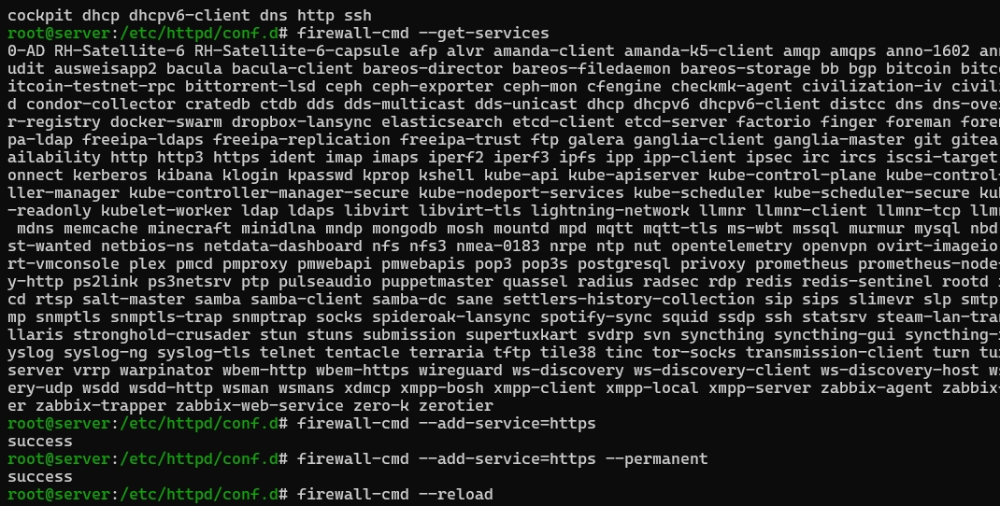 cockpit dhcp dhcpv6-client dns http ssh
root@server:/etc/httpd/conf.d# firewall-cmd --get-services
0-AD RH-Satellite-6 RH-Satellite-6-capsule afp alvr amanda-client amanda-k5-client amqp amqps anno-1602 an
udit ausweisapp2 bacula bacula-client bareos-director bareos-filedaemon bareos-storage bb bgp bitcoin bitc
itcoin-testnet-rpc bittorrent-lsd ceph ceph-exporter ceph-mon cfengine checkmk-agent civilization-iv civil
d condor-collector cratedb ctdb dds dds-multicast dds-unicast dhcp dhcpv6 dhcpv6-client distcc dns dns-ove
r-registry docker-swarm dropbox-lansync elasticsearch etcd-client etcd-server factorio finger foreman fore
pa-ldap freeipa-ldaps freeipa-replication freeipa-trust ftp galera ganglia-client ganglia-master git gitea
ailability http http3 https ident imap imaps iperf2 iperf3 ipfs ipp ipp-client ipsec irc ircs iscsi-target
onnect kerberos kibana klogin kpasswd kprop kshell kube-api kube-apiserver kube-control-plane kube-control-
ller-manager kube-controller-manager-secure kube-nodeport-services kube-scheduler kube-scheduler-secure kub
-readonly kubelet-worker ldap ldaps libvirt libvirt-tls lightning-network llmnr llmnr-client llmnr-tcp llm
mdns memcache minecraft minidlna mndp mongodb mosh mountd mpd mqtt mqtt-tls ms-wbt mssql murmur mysql nbd
st-wanted netbios-ns netdata-dashboard nfs nfs3 nmea-0183 nrpe ntp nut opentelemetry openvpn ovirt-imageio
rt-vmconsole plex pmcd pmproxy pmwebapi pmwebapis pop3 pop3s postgresql privoxy prometheus prometheus-node-
y-http ps2link ps3netsrv ptp pulseaudio puppetmaster quassel radius radsec rdp redis redis-sentinel rootd
cd rtsp salt-master samba samba-client samba-dc sane settlers-history-collection sip sips slimevr slp smtp
mp snmptls snmptls-trap snmptrap socks spideroak-lansync spotify-sync squid ssdp ssh statsrv steam-lan-tra
llaris stronghold-crusader stun stuns submission supertuxkart svdrp svn syncthing syncthing-gui syncthing-
yslog syslog-ng syslog-tls telnet tentacle terraria tftp tile38 tinc tor-socks transmission-client turn tu
server vrrp warpinator wbem-http wbem-https wireguard ws-discovery ws-discovery-client ws-discovery-host w
ery-udp wsdd wsdd-http wsman wsmans xdmcp xmpp-bosh xmpp-client xmpp-local xmpp-server zabbix-agent zabbix-
er zabbix-trapper zabbix-web-service zero-k zerotier
root@server:/etc/httpd/conf.d# firewall-cmd --add-service=https
success
root@server:/etc/httpd/conf.d# firewall-cmd --add-services=https --permanent
success
root@server:/etc/httpd/conf.d# firewall-cmd --reload